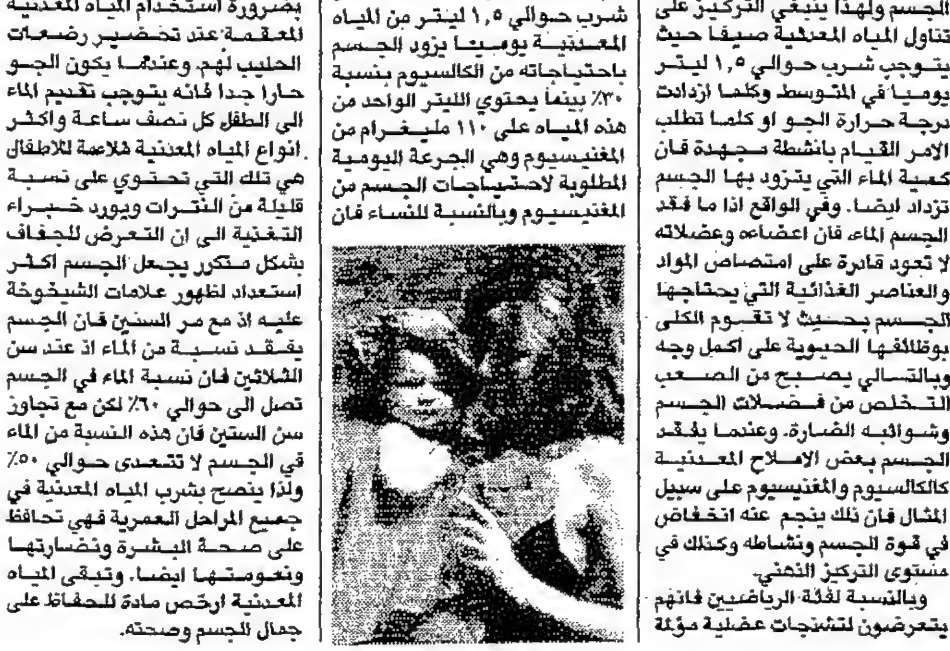 الجسم ولهذا ينبغي التركيز على
تناول المياه المعدنية صيفا حيث
يتوجب شرب حوالي ١,٥ ليتر
يوميا في المتوسط وكلما ازدادت
درجة حرارة الجو او كلما تطلب
الامر القيام بانشطة مجهدة فان
كمية الماء التي يتزود بها الجسم
تزداد ايضا. وفي الواقع اذا ما فقد
الجسم الماء فان اعضاءه وعضلاته
لا تعود قادرة على امتصاص المواد
والعناصر الغذائية التي يحتاجها
الجسم بحيث لا تقوم الكلى
بوظائفها الحيوية على اكمل وجه
وبالتالي يصبح من الصعب
التخلص من فضلات الجسم
وشوائبه الضارة. وعندما يفقد
الجسم بعض الاملاح المعدنية
كالكالسيوم والمغنيسيوم على سبيل
المثال فان ذلك ينجم عنه انخفاض
في قوة الجسم ونشاطه وكذلك في
مستوى التركيز الذهني.
وبالنسبة لفئة الرياضيين فانهم
يتعرضون لتشنجات عضلية مؤلمة
شرب حوالي ١,٥ ليتر من المياه
المعدنية يوميا يزود الجسم
باحتياجاته من الكالسيوم بنسبة
٣٠٪ بينما يحتوي الليتر الواحد من
هذه المياه على ١١٠ مليغرام من
المغنيسيوم وهي الجرعة اليومية
المطلوبة لاحتياجات الجسم من
المغنيسيوم وبالنسبة للنساء فان
بضرورة استخدام المياه المعدنية
المعقمة عند تحضير رضعات
الحليب لهم. وعندما يكون الجو
حارا جدا فانه يتوجب تقديم الماء
الى الطفل كل نصف ساعة واكثر
انواع المياه المعدنية ملاءمة للاطفال
هي تلك التي تحتوي على نسبة
قليلة من النترات ويورد خبراء
التغذية الى ان التعرض للجفاف
بشكل متكرر يجعل الجسم اكثر
استعداد لظهور علامات الشيخوخة
عليه اذ مع مر السنين فان الجسم
يفقد نسبة من الماء اذ عند سن
الثلاثين فان نسبة الماء في الجسم
تصل الى حوالي ٦٠٪ لكن مع تجاوز
سن الستين فان هذه النسبة من الماء
في الجسم لا تتعدى حوالي ٥٠٪
ولذا ينصح بشرب المياه المعدنية في
جميع المراحل العمرية فهي تحافظ
على صحة البشرة ونضارتها
ونعومتها ايضا. وتبقى المياه
المعدنية ارخص مادة للحفاظ على
جمال الجسم وصحته.